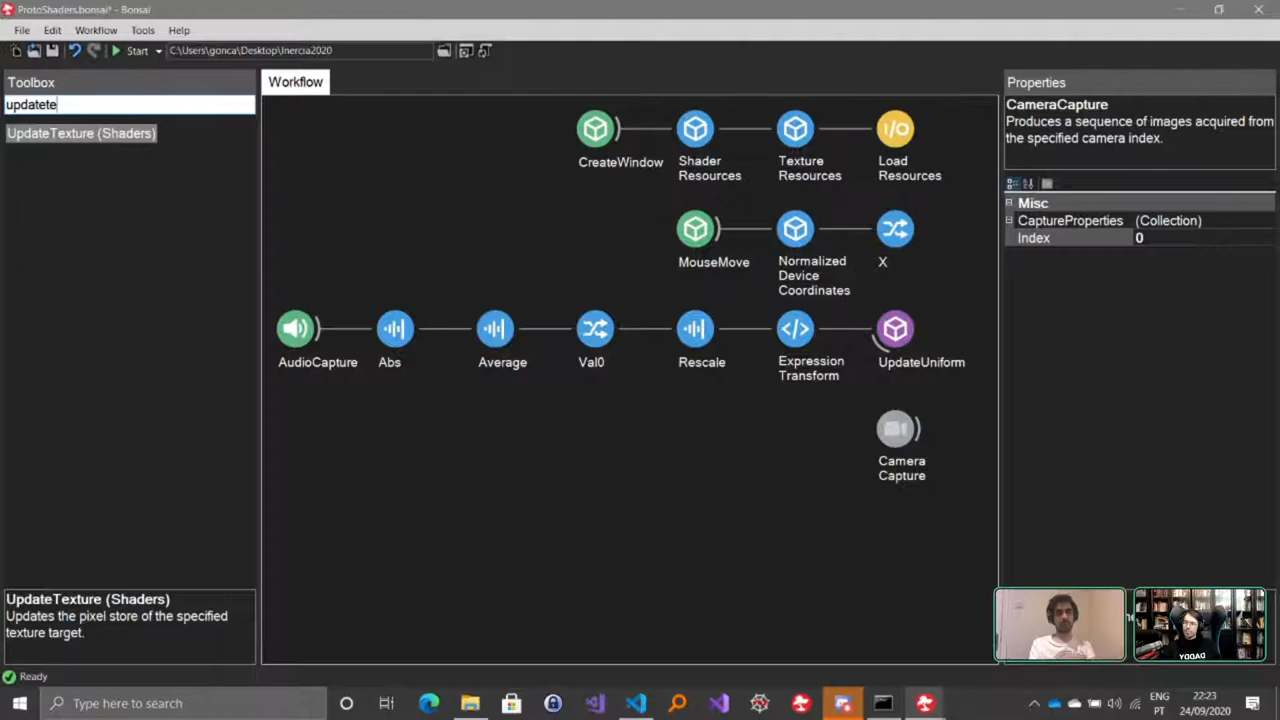 ProtoShaders.bonsai* - Bonsai
File Edit Workflow Tools Help
Start C:\Users\gonca\Desktop\Inercia2020
Toolbox
updatete
UpdateTexture (Shaders)
Workflow
CreateWindow
Shader
Resources
Texture
Resources
I/O
Load
Resources
MouseMove
Normalized
Device
Coordinates
X
AudioCapture
Abs
Average
Val0
Rescale
</>
Expression
Transform
UpdateUniform
Camera
Capture
Properties
CameraCapture
Produces a sequence of images acquired from
the specified camera index.
Misc
CaptureProperties (Collection)
Index 0
UpdateTexture (Shaders)
Updates the pixel store of the specified
texture target.
Ready
Type here to search
ENG
PT
22:23
24/09/2020